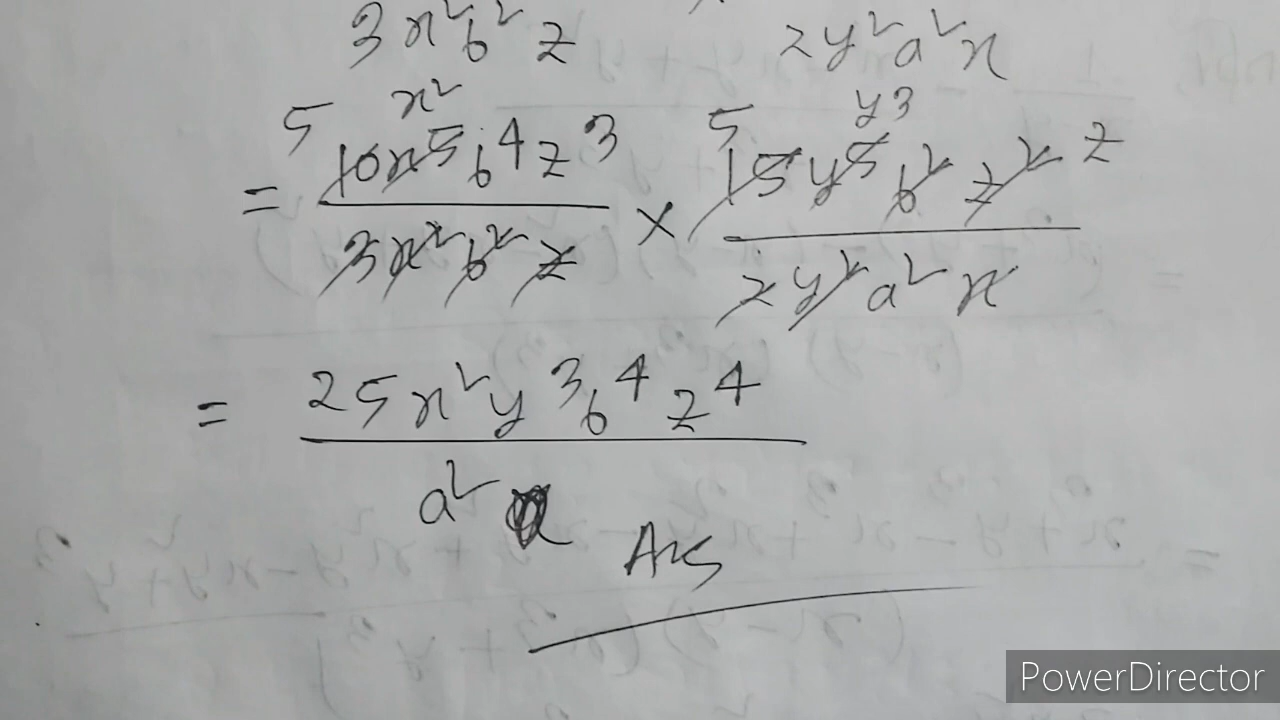 3x²b²z 2y²a²x
5 x² 5 y3
= 10x⁵b⁴z³ / 3x²b²z × 15y⁵b²z² z / 2y²a²x
= 25x²y³b⁴z⁴ / a²
Ans
PowerDirector